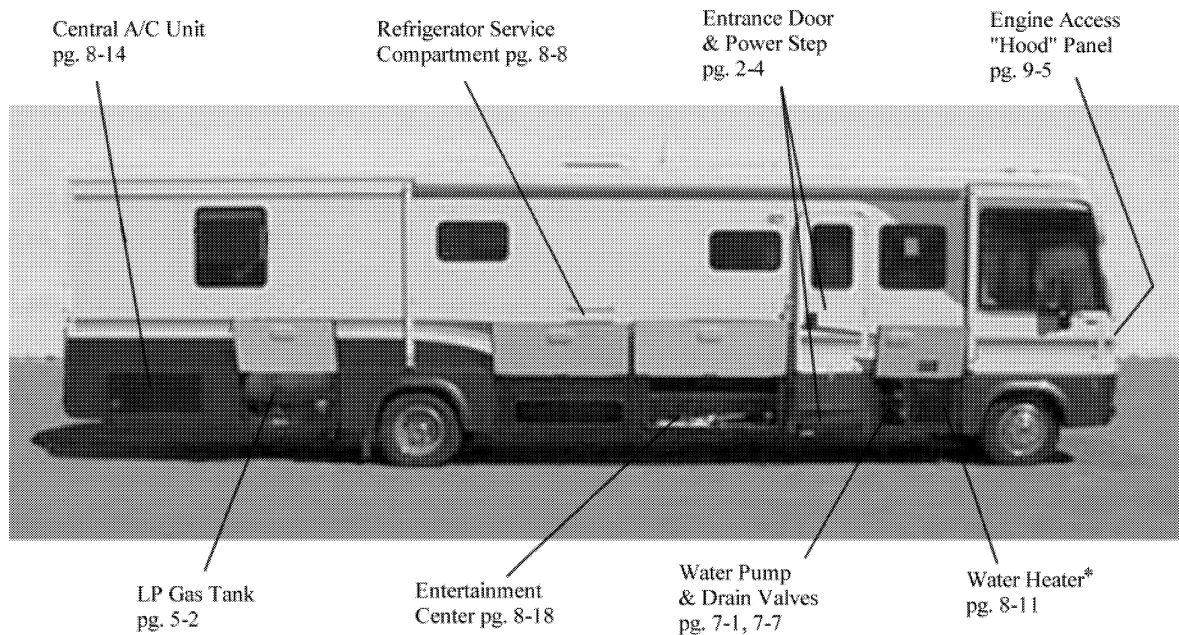 Central A/C Unit
pg. 8-14
Refrigerator Service
Compartment pg. 8-8
Entrance Door
& Power Step
pg. 2-4
Engine Access
"Hood" Panel
pg. 9-5
LP Gas Tank
pg. 5-2
Entertainment
Center pg. 8-18
Water Pump
& Drain Valves
pg. 7-1, 7-7
Water Heater*
pg. 8-11